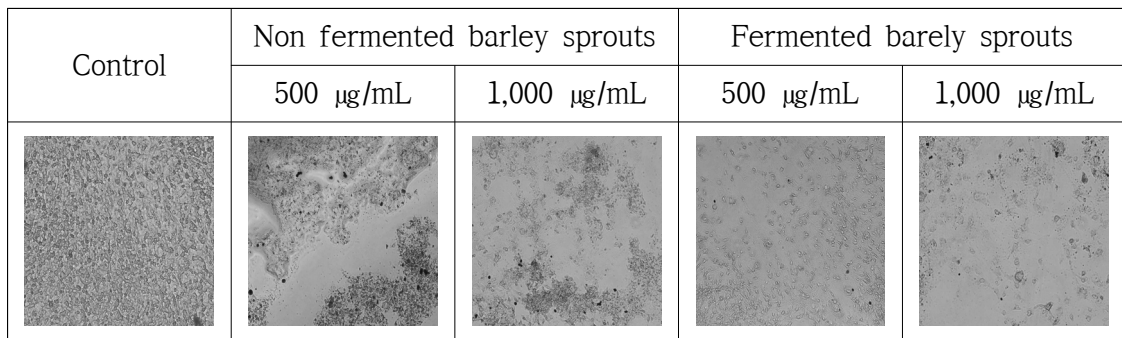 Control
Non fermented barley sprouts
Fermented barely sprouts
500 ㎍/mL
1,000 ㎍/mL
500 ㎍/mL
1,000 ㎍/mL